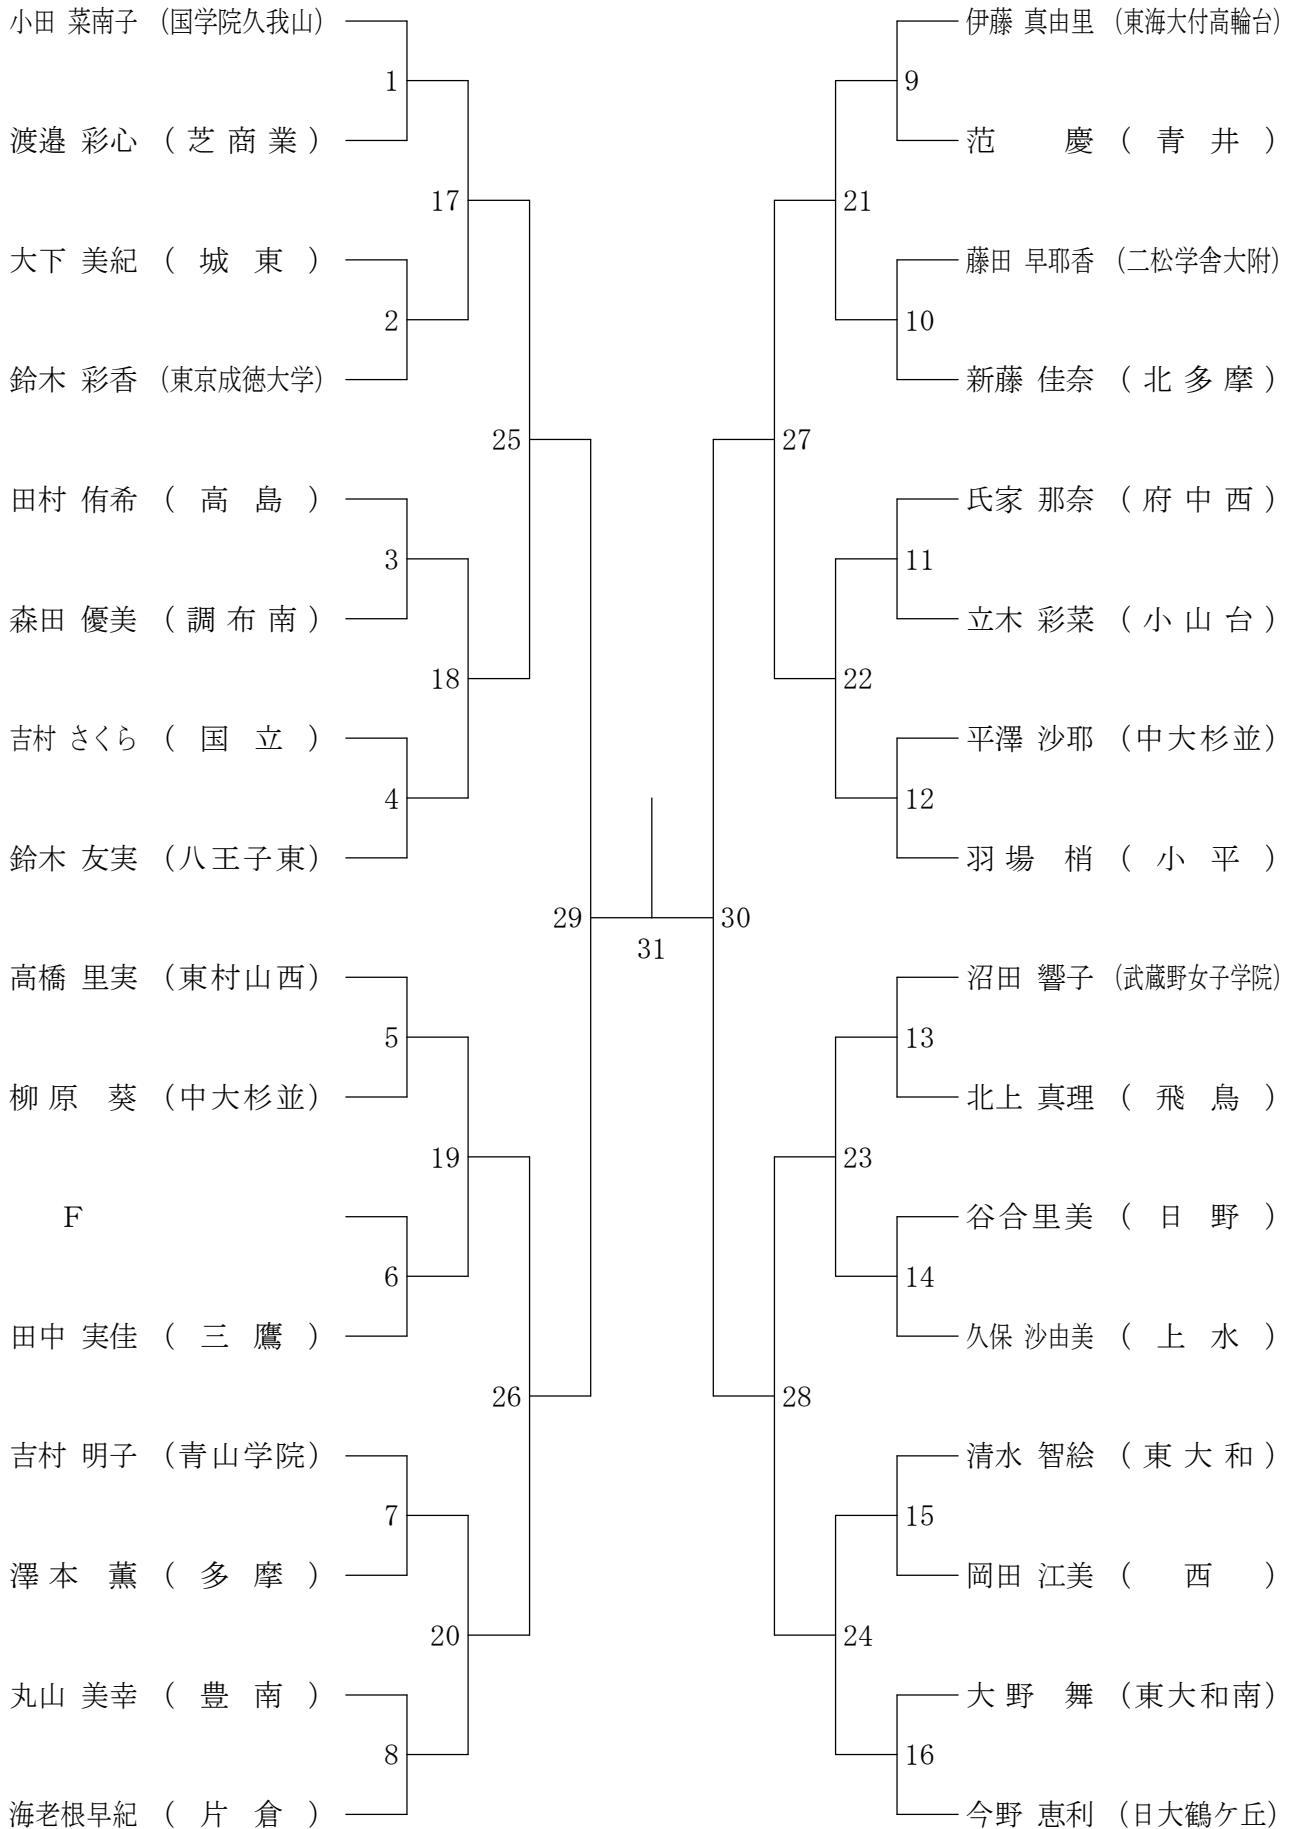 小田 菜南子 (国学院久我山)
1
渡邉 彩心 ( 芝 商 業 )
17
大下 美紀 ( 城 東 )
2
鈴木 彩香 (東京成徳大学)
25
田村 侑希 ( 高 島 )
3
森田 優美 ( 調 布 南 )
18
吉村 さくら ( 国 立 )
4
鈴木 友実 (八王子東)
29
高橋 里実 (東村山西)
5
柳 原 葵 (中大杉並)
19
F
6
田中 実佳 ( 三 鷹 )
26
吉村 明子 (青山学院)
7
澤 本 薫 ( 多 摩 )
20
丸山 美幸 ( 豊 南 )
8
海老根早紀 ( 片 倉 )
31
伊藤 真由里 (東海大付高輪台)
9
范 慶 ( 青 井 )
21
藤田 早耶香 (二松学舎大附)
10
新藤 佳奈 ( 北 多 摩 )
27
氏家 那奈 ( 府 中 西 )
11
立木 彩菜 ( 小 山 台 )
22
平澤 沙耶 (中大杉並)
12
羽 場 梢 ( 小 平 )
30
沼田 響子 (武蔵野女子学院)
13
北上 真理 ( 飛 鳥 )
23
谷合里美 ( 日 野 )
14
久保 沙由美 ( 上 水 )
28
清水 智絵 ( 東 大 和 )
15
岡田 江美 ( 西 )
24
大 野 舞 (東大和南)
16
今野 恵利 (日大鶴ケ丘)